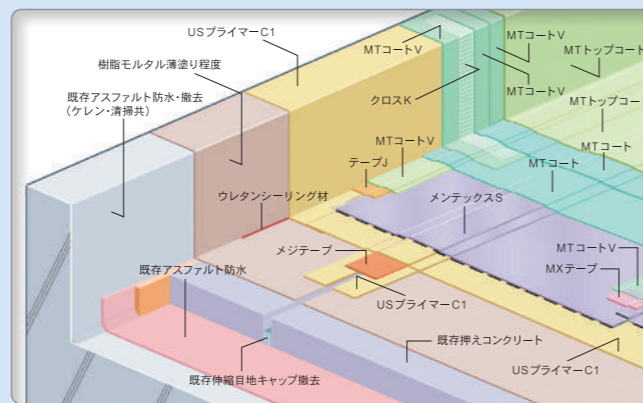 USプライマーC1
樹脂モルタル薄塗り程度
既存アスファルト防水・撤去
(ケレン・清掃共)
MTコートV
クロスK
MTコートV
MTコートV
MTトップコート
MTトップコー
MTコート
MTコート
MTコートV
テープJ
メンテックスS
ウレタンシーリング材
メジテープ
MTコートV
MXテープ
既存アスファルト防水
USプライマーC1
既存押えコンクリート
USプライマーC1
既存伸縮目地キャップ撤去